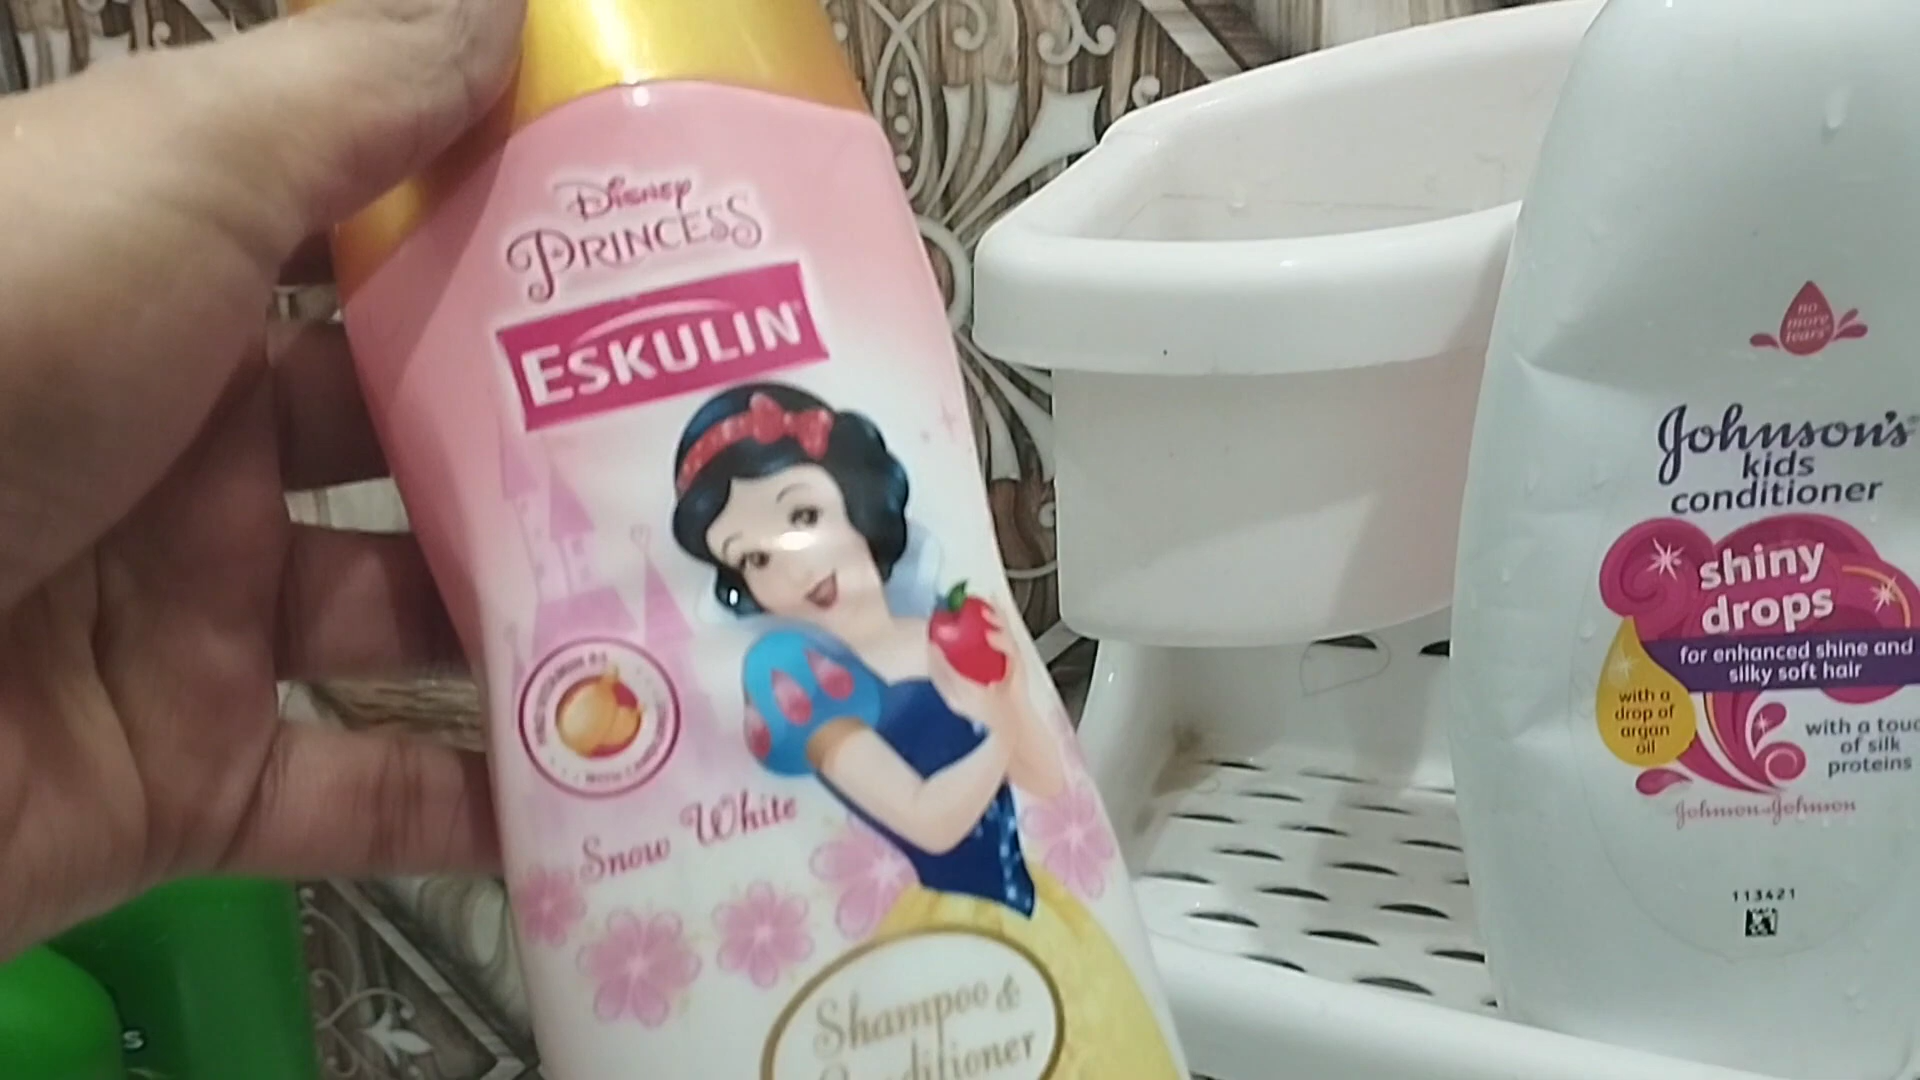 Disney
PRINCESS
ESKULIN
Snow White
Shampoo &
Conditioner
no
more
tears
Johnson's
kids
conditioner
shiny
drops
for enhanced shine and
silky soft hair
with a
drop of
argan
oil
with a
of silk
proteins
Johnson & Johnson
113421